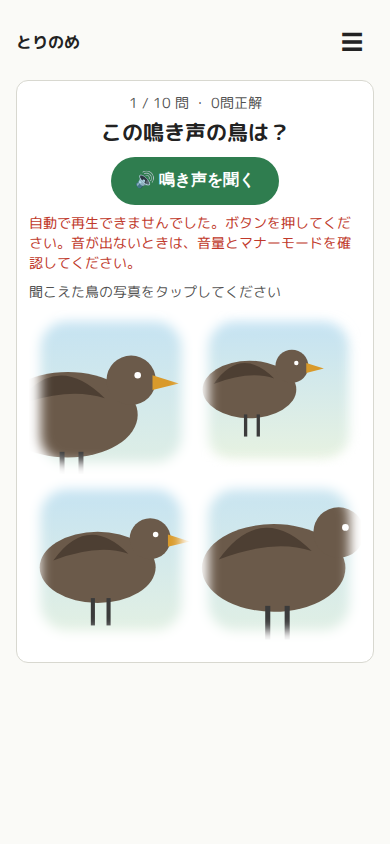 とりのめ
1 / 10 問 · 0問正解
この鳴き声の鳥は？
🔊 鳴き声を聞く
自動で再生できませんでした。ボタンを押してくだ
さい。音が出ないときは、音量とマナーモードを確
認してください。
聞こえた鳥の写真をタップしてください